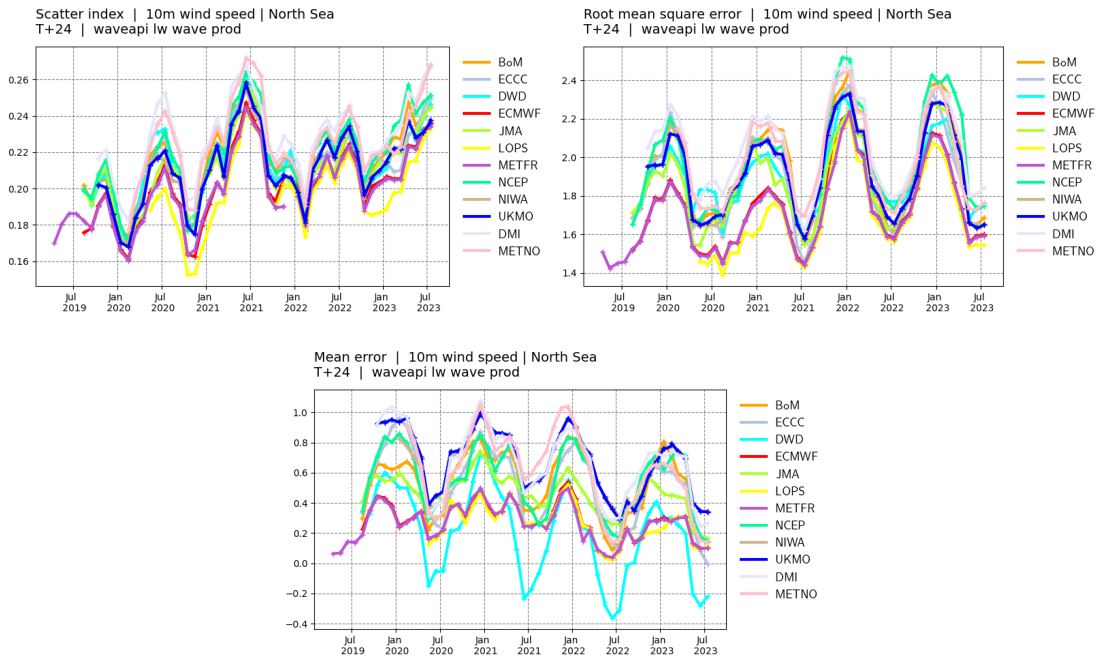 Scatter index | 10m wind speed | North Sea
T+24 | waveapi lw wave prod
0.26
0.24
0.22
0.20
0.18
0.16
Jul 2019
Jan 2020
Jul 2020
Jan 2021
Jul 2021
Jan 2022
Jul 2022
Jan 2023
Jul 2023
BoM
ECCC
DWD
ECMWF
JMA
LOPS
METFR
NCEP
NIWA
UKMO
DMI
METNO
Root mean square error | 10m wind speed | North Sea
T+24 | waveapi lw wave prod
2.4
2.2
2.0
1.8
1.6
1.4
Jul 2019
Jan 2020
Jul 2020
Jan 2021
Jul 2021
Jan 2022
Jul 2022
Jan 2023
Jul 2023
BoM
ECCC
DWD
ECMWF
JMA
LOPS
METFR
NCEP
NIWA
UKMO
DMI
METNO
Mean error | 10m wind speed | North Sea
T+24 | waveapi lw wave prod
1.0
0.8
0.6
0.4
0.2
0.0
−0.2
−0.4
Jul 2019
Jan 2020
Jul 2020
Jan 2021
Jul 2021
Jan 2022
Jul 2022
Jan 2023
Jul 2023
BoM
ECCC
DWD
ECMWF
JMA
LOPS
METFR
NCEP
NIWA
UKMO
DMI
METNO